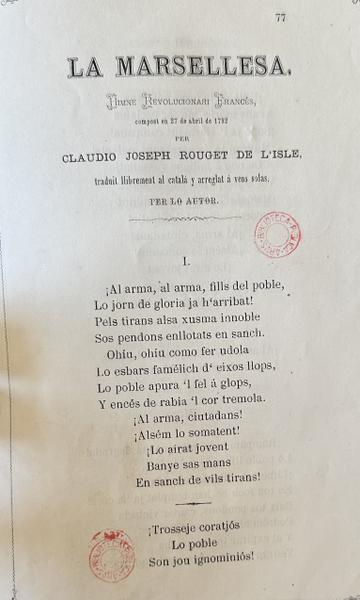 77
LA MARSELLESA.
HIMNE REVOLUCIONARI FRANCÉS,
compost en 27 de abril de 1792
PER
CLAUDIO JOSEPH ROUGET DE L'ISLE,
traduit llibrement al catalá y arreglat á veus solas.
PER LO AUTOR.
I.
¡Al arma, al arma, fills del poble,
Lo jorn de gloria ja h'arribat!
Pels tirans alsa xusma innoble
Sos pendons enllotats en sanch.
Ohiu, ohiu como fer udola
Lo esbars famélich d' eixos llops,
Lo poble apura 'l fel á glops,
Y encés de rabia 'l cor tremola.
¡Al arma, ciutadans!
¡Alsém lo somatent!
¡Lo airat jovent
Banye sas mans
En sanch de vils tirans!
¡Trosseje coratjós
Lo poble
Son jou ignominiós!